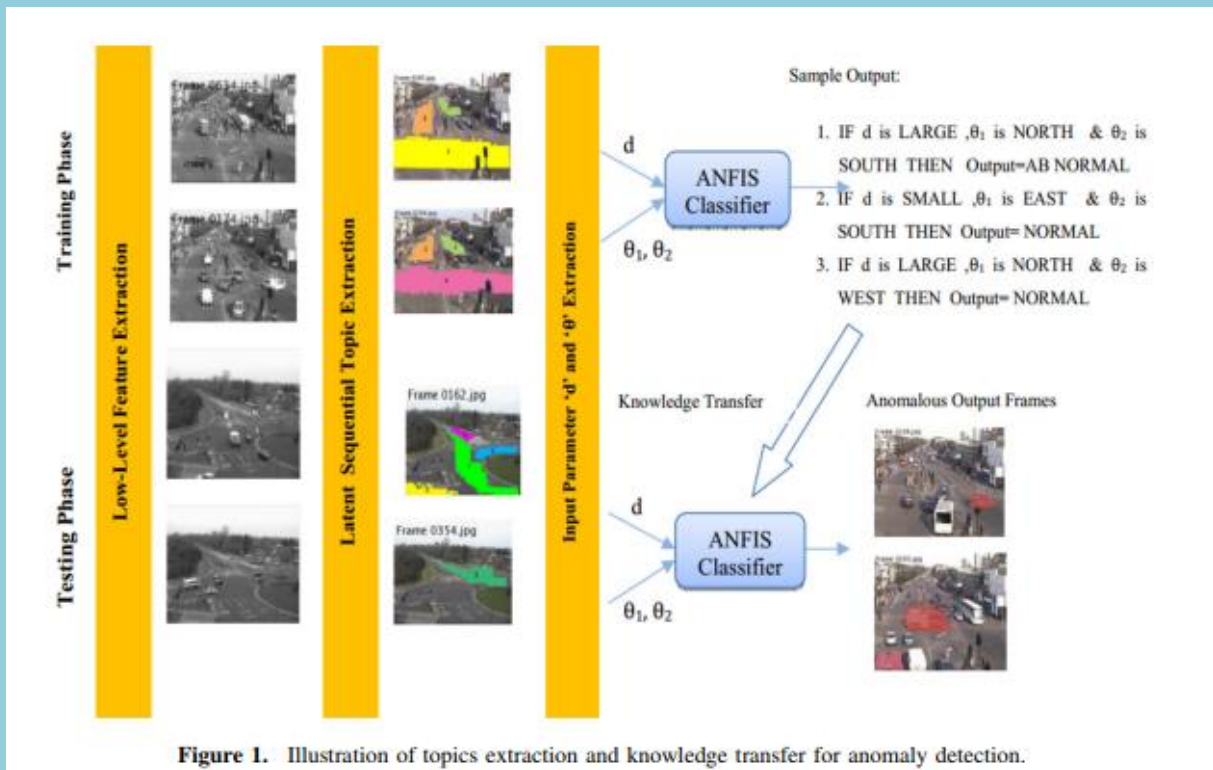 Training Phase
Testing Phase
Low-Level Feature Extraction
Frame
Frame
Latent Sequential Topic Extraction
Frame 0162.jpg
Frame 0354.jpg
Input Parameter 'd' and 'θ' Extraction
d
θ₁, θ₂
ANFIS
Classifier
Sample Output:
1. IF d is LARGE ,θ₁ is NORTH & θ₂ is
SOUTH THEN Output=AB NORMAL
2. IF d is SMALL ,θ₁ is EAST & θ₂ is
SOUTH THEN Output= NORMAL
3. IF d is LARGE ,θ₁ is NORTH & θ₂ is
WEST THEN Output= NORMAL
Knowledge Transfer
Anomalous Output Frames
d
θ₁, θ₂
ANFIS
Classifier
Figure 1. Illustration of topics extraction and knowledge transfer for anomaly detection.